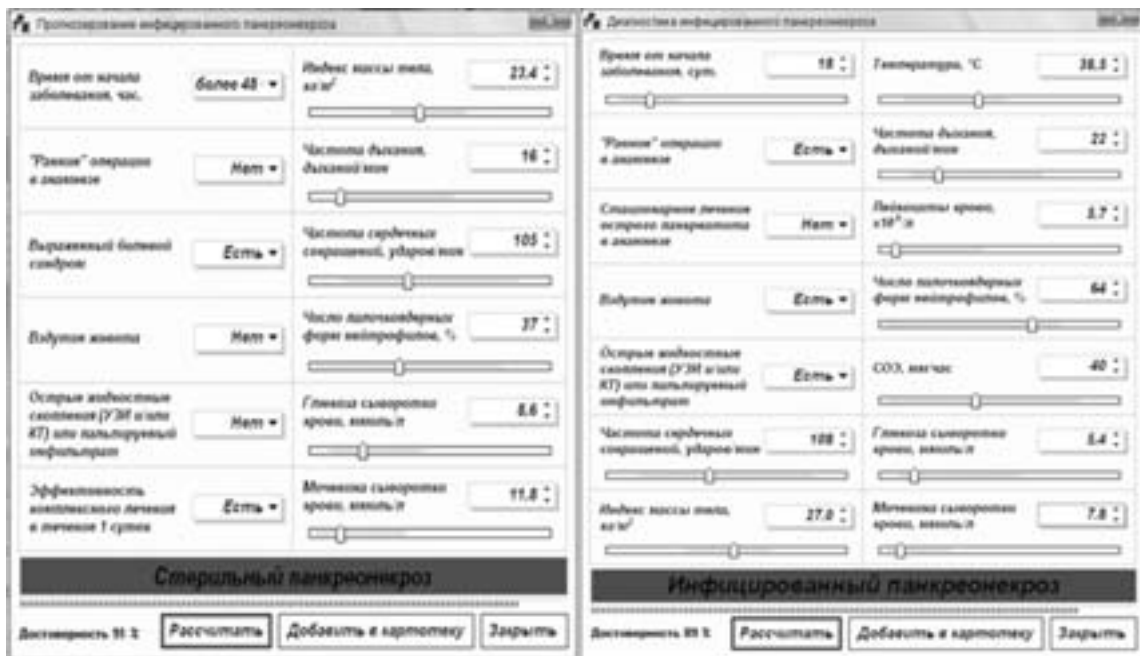 Прогнозирование инфицированного панкреонекроза
Время от начала
заболевания, час.
более 48
"Ранние" операции
в анамнезе
Нет
Выраженный болевой
синдром
Есть
Вздутие живота
Нет
Острые жидкостные
скопления (УЗИ и/или
КТ) или пальпируемый
инфильтрат
Нет
Эффективность
комплексного лечения
в течение 1 суток
Есть
Индекс массы тела,
кг/м²
23,4
Частота дыхания,
дыханий/мин
16
Частота сердечных
сокращений, ударов/мин
105
Число палочкоядерных
форм нейтрофилов, %
37
Глюкоза сыворотки
крови, ммоль/л
8,6
Мочевина сыворотки
крови, ммоль/л
11,8
Стерильный панкреонекроз
Достоверность 91 %
Рассчитать
Добавить в картотеку
Закрыть
Диагностика инфицированного панкреонекроза
Время от начала
заболевания, сут.
18
"Ранние" операции
в анамнезе
Есть
Стационарное лечение
острого панкреатита
в анамнезе
Нет
Вздутие живота
Есть
Острые жидкостные
скопления (УЗИ и/или
КТ) или пальпируемый
инфильтрат
Есть
Частота сердечных
сокращений, ударов/мин
108
Индекс массы тела,
кг/м²
27,0
Температура, °C
38,5
Частота дыхания,
дыханий/мин
22
Лейкоциты крови,
x10⁹/л
5,7
Число палочкоядерных
форм нейтрофилов, %
64
СОЭ, мм/час
40
Глюкоза сыворотки
крови, ммоль/л
5,4
Мочевина сыворотки
крови, ммоль/л
7,8
Инфицированный панкреонекроз
Достоверность 89 %
Рассчитать
Добавить в картотеку
Закрыть